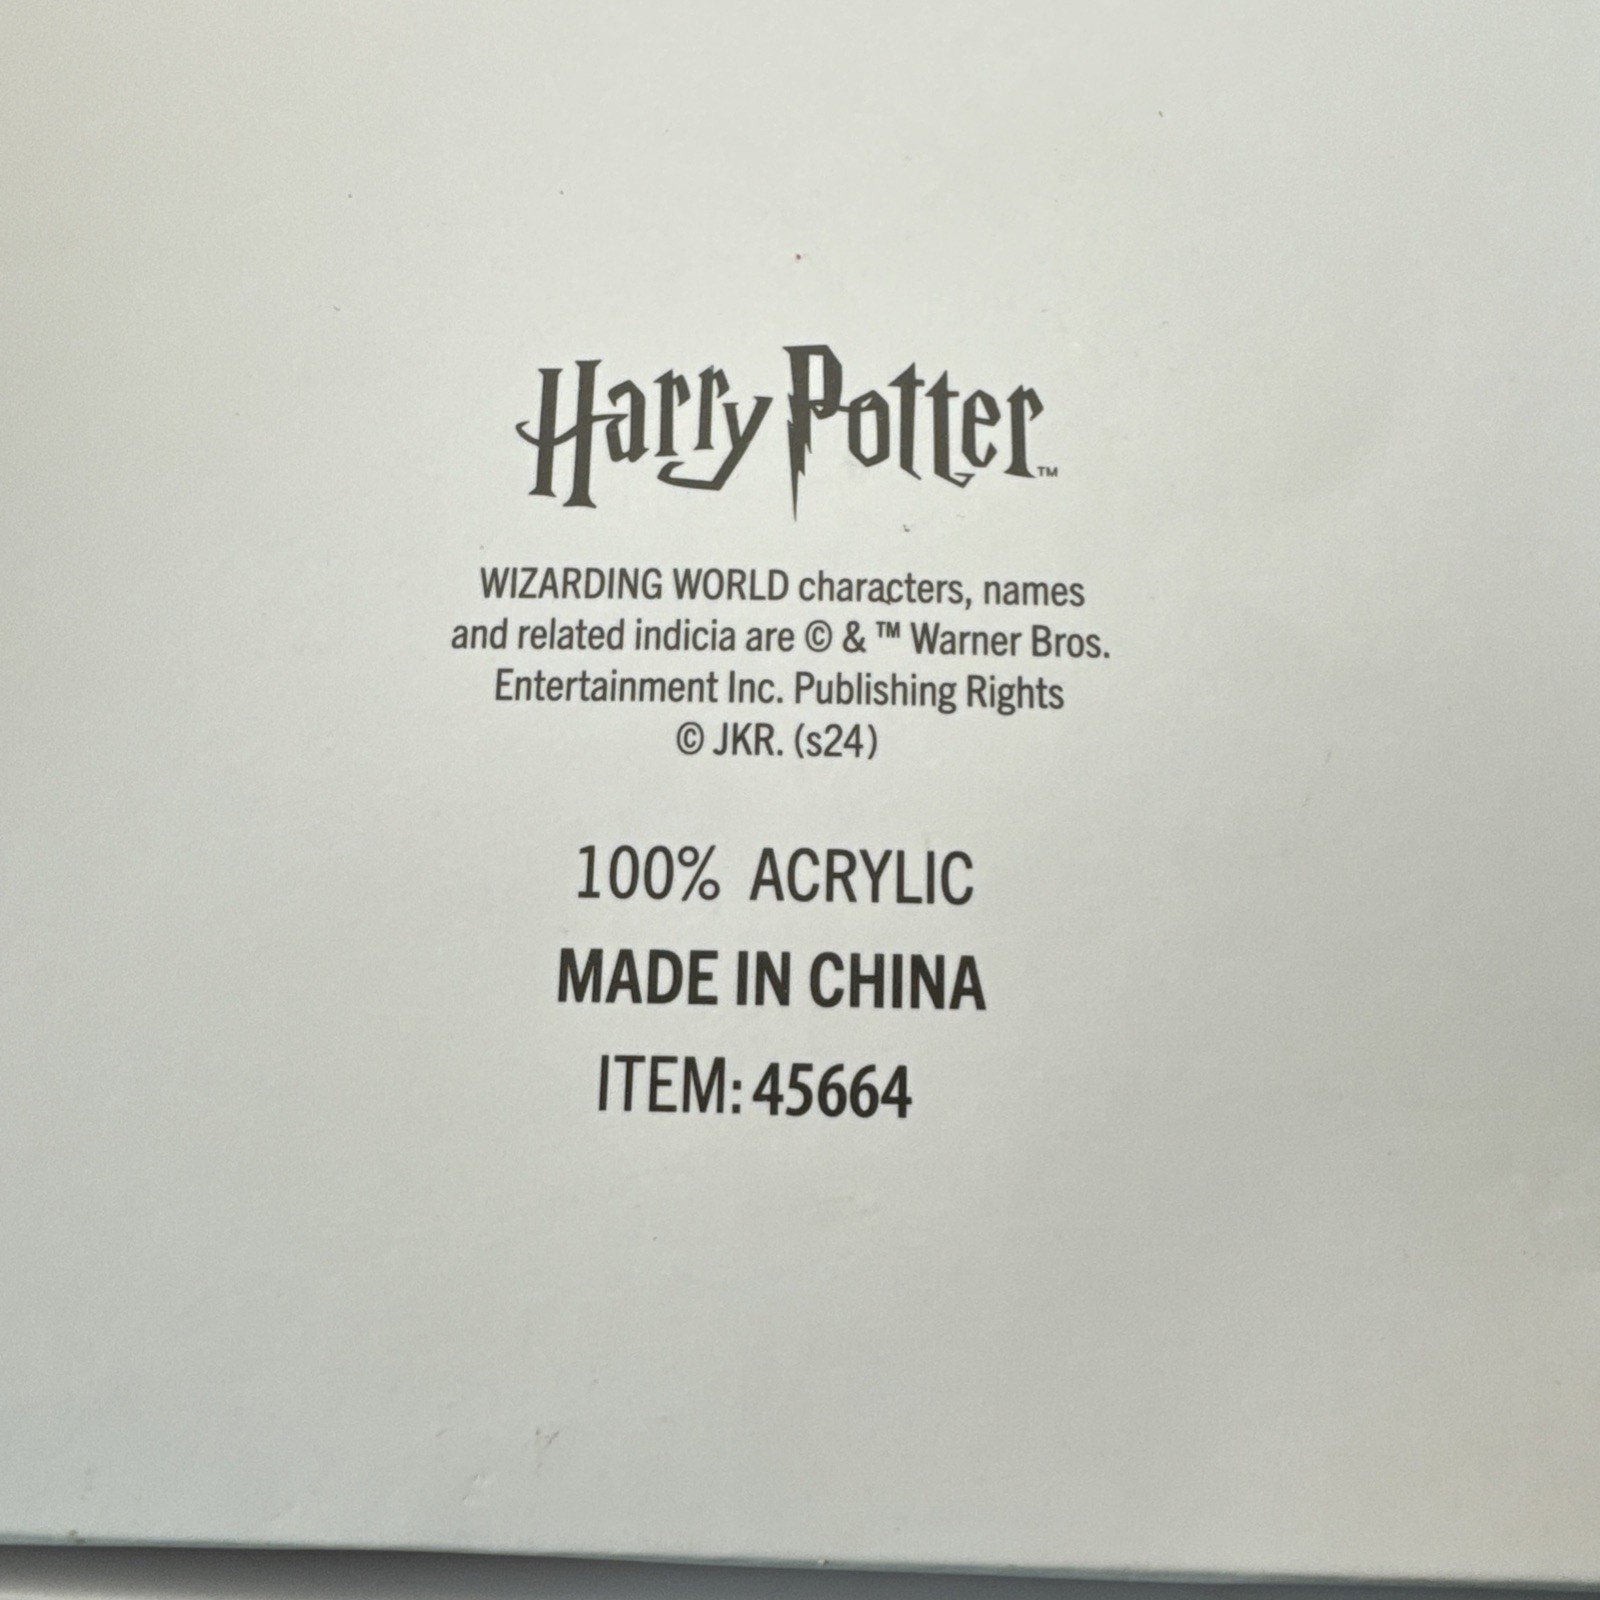 Harry Potter™
WIZARDING WORLD characters, names
and related indicia are © & ™ Warner Bros.
Entertainment Inc. Publishing Rights
© JKR. (s24)
100% ACRYLIC
MADE IN CHINA
ITEM: 45664